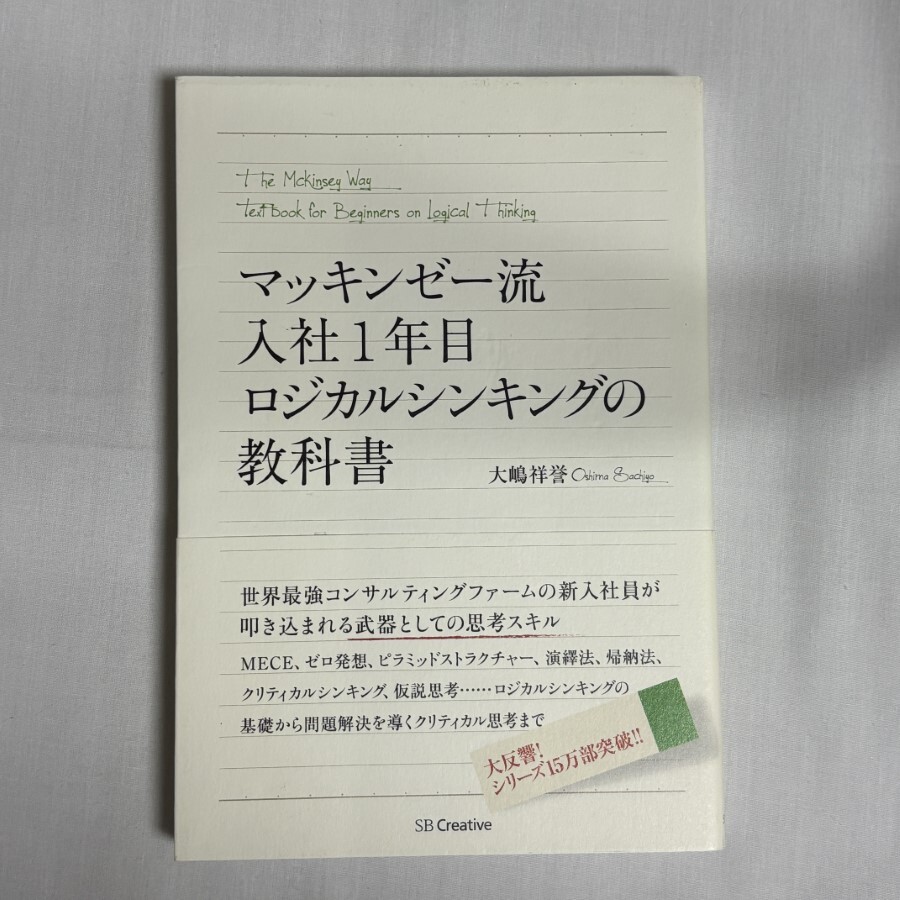 The Mckinsey Way
Text Book for Beginners on Logical Thinking
マッキンゼー流
入社1年目
ロジカルシンキングの
教科書
大嶋祥誉 Oshima Sachiyo
世界最強コンサルティングファームの新入社員が
叩き込まれる武器としての思考スキル
MECE、ゼロ発想、ピラミッドストラクチャー、演繹法、帰納法、
クリティカルシンキング、仮説思考……ロジカルシンキングの
基礎から問題解決を導くクリティカル思考まで
大反響!
シリーズ15万部突破!!
SB Creative